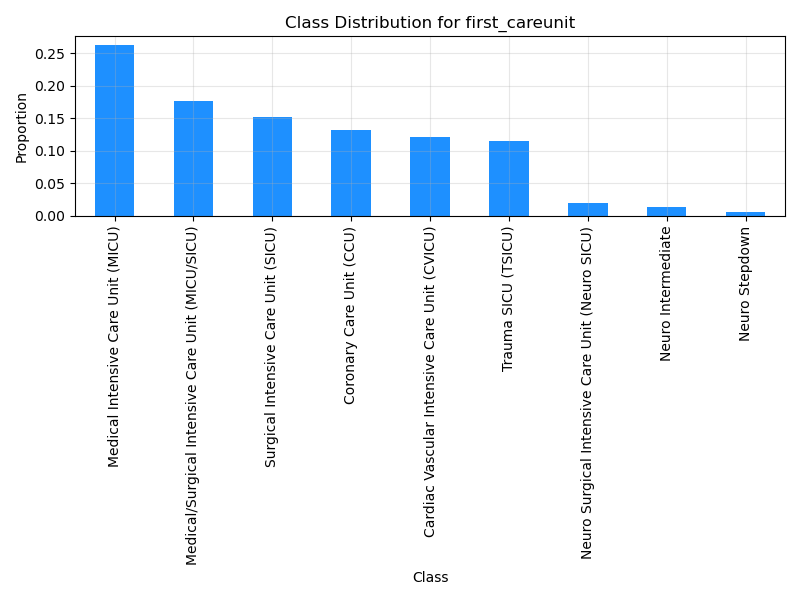 Class Distribution for first_careunit
Proportion
0.25
0.20
0.15
0.10
0.05
0.00
Medical Intensive Care Unit (MICU)
Medical/Surgical Intensive Care Unit (MICU/SICU)
Surgical Intensive Care Unit (SICU)
Coronary Care Unit (CCU)
Cardiac Vascular Intensive Care Unit (CVICU)
Trauma SICU (TSICU)
Neuro Surgical Intensive Care Unit (Neuro SICU)
Neuro Intermediate
Neuro Stepdown
Class